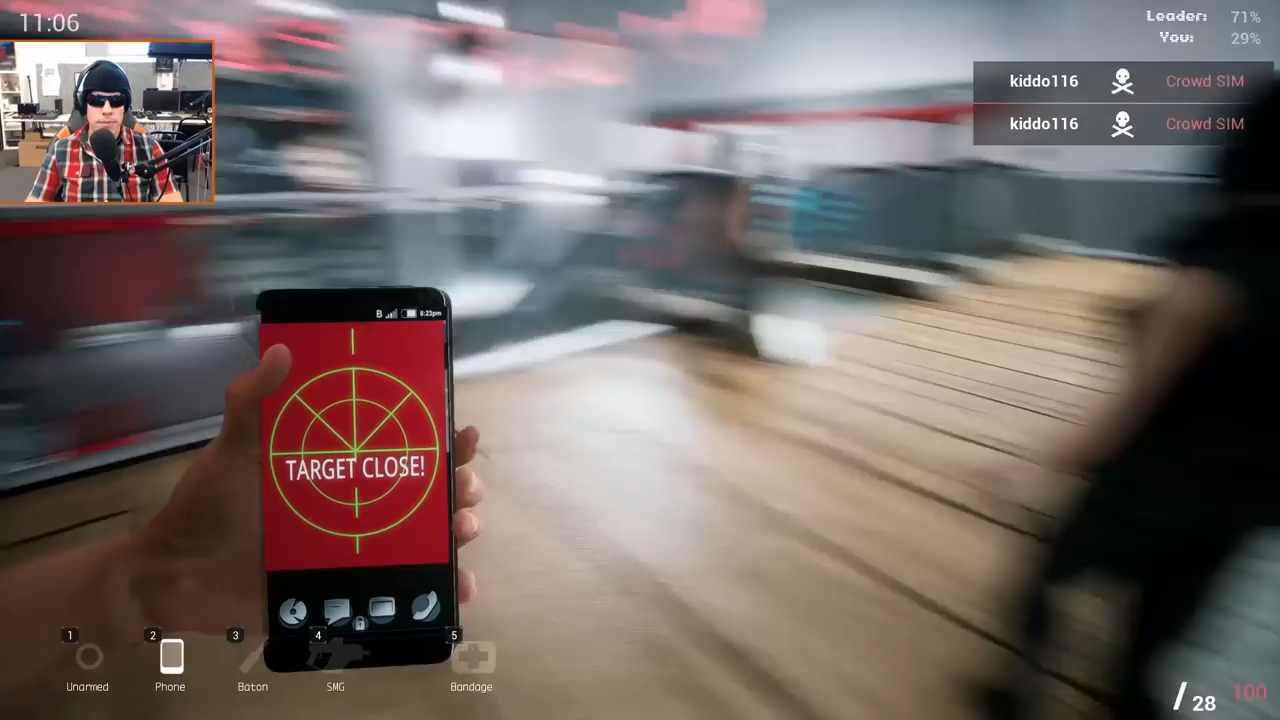 11:06
Leader: 71%
You: 29%
kiddo116 Crowd SIM
kiddo116 Crowd SIM
B 6:23pm
TARGET CLOSE!
1 2 3 4 5
Unarmed Phone Baton SMG Bandage
/ 28 100